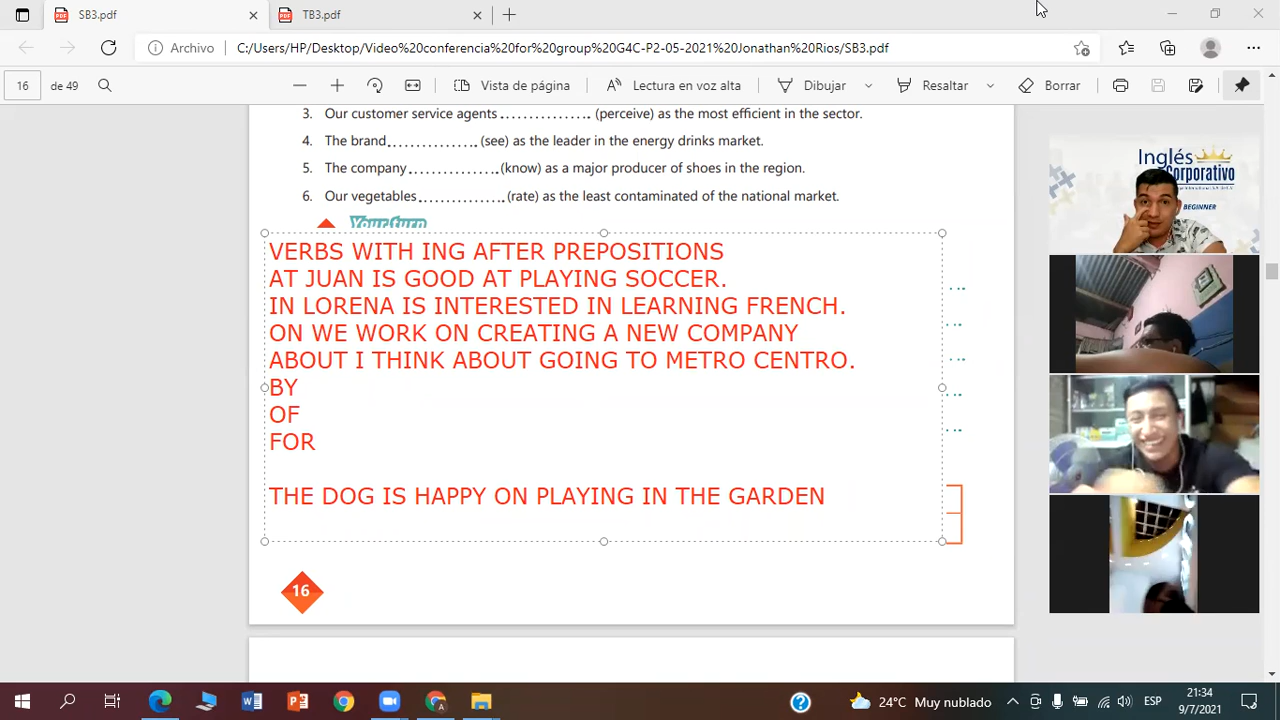 SB3.pdf
TB3.pdf
Archivo
C:/Users/HP/Desktop/Video%20conferencia%20for%20group%20G4C-P2-05-2021%20Jonathan%20Rios/SB3.pdf
16 de 49
Vista de página
Lectura en voz alta
Dibujar
Resaltar
Borrar
3. Our customer service agents .............. (perceive) as the most efficient in the sector.
4. The brand .............. (see) as the leader in the energy drinks market.
5. The company .............. (know) as a major producer of shoes in the region.
6. Our vegetables .............. (rate) as the least contaminated of the national market.
Your turn
VERBS WITH ING AFTER PREPOSITIONS
AT JUAN IS GOOD AT PLAYING SOCCER.
IN LORENA IS INTERESTED IN LEARNING FRENCH.
ON WE WORK ON CREATING A NEW COMPANY
ABOUT I THINK ABOUT GOING TO METRO CENTRO.
BY
OF
FOR
THE DOG IS HAPPY ON PLAYING IN THE GARDEN
16
Inglés
Corporativo
BEGINNER
24°C Muy nublado
ESP
21:34
9/7/2021